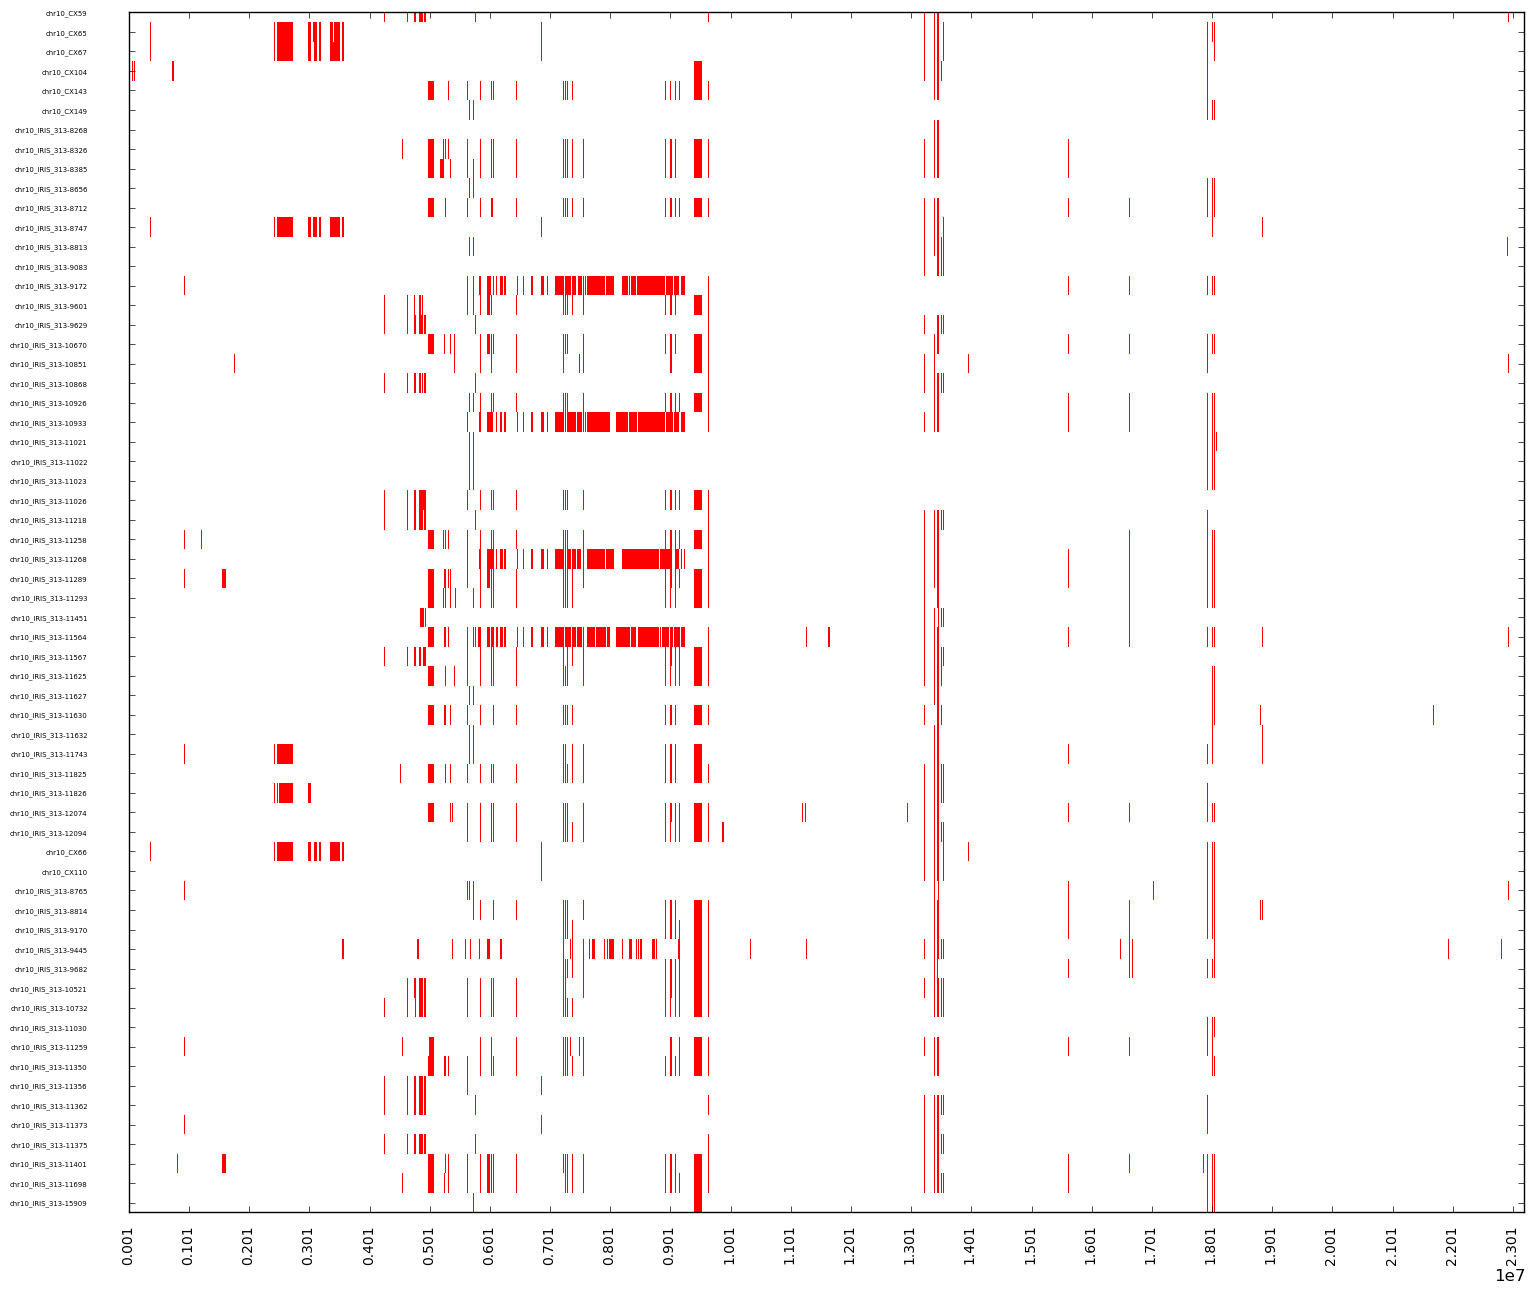 chr10_CX59
chr10_CX65
chr10_CX67
chr10_CX104
chr10_CX143
chr10_CX149
chr10_IRIS_313-8268
chr10_IRIS_313-8326
chr10_IRIS_313-8385
chr10_IRIS_313-8656
chr10_IRIS_313-8712
chr10_IRIS_313-8747
chr10_IRIS_313-8813
chr10_IRIS_313-9083
chr10_IRIS_313-9172
chr10_IRIS_313-9601
chr10_IRIS_313-9629
chr10_IRIS_313-10670
chr10_IRIS_313-10851
chr10_IRIS_313-10868
chr10_IRIS_313-10926
chr10_IRIS_313-10933
chr10_IRIS_313-11021
chr10_IRIS_313-11022
chr10_IRIS_313-11023
chr10_IRIS_313-11026
chr10_IRIS_313-11218
chr10_IRIS_313-11258
chr10_IRIS_313-11268
chr10_IRIS_313-11289
chr10_IRIS_313-11293
chr10_IRIS_313-11451
chr10_IRIS_313-11564
chr10_IRIS_313-11567
chr10_IRIS_313-11625
chr10_IRIS_313-11627
chr10_IRIS_313-11630
chr10_IRIS_313-11632
chr10_IRIS_313-11743
chr10_IRIS_313-11825
chr10_IRIS_313-11826
chr10_IRIS_313-12074
chr10_IRIS_313-12094
chr10_CX66
chr10_CX110
chr10_IRIS_313-8765
chr10_IRIS_313-8814
chr10_IRIS_313-9170
chr10_IRIS_313-9445
chr10_IRIS_313-9682
chr10_IRIS_313-10521
chr10_IRIS_313-10732
chr10_IRIS_313-11030
chr10_IRIS_313-11259
chr10_IRIS_313-11350
chr10_IRIS_313-11356
chr10_IRIS_313-11362
chr10_IRIS_313-11373
chr10_IRIS_313-11375
chr10_IRIS_313-11401
chr10_IRIS_313-11698
chr10_IRIS_313-15909
0.001 0.101 0.201 0.301 0.401 0.501 0.601 0.701 0.801 0.901 1.001 1.101 1.201 1.301 1.401 1.501 1.601 1.701 1.801 1.901 2.001 2.101 2.201 2.301
1e7